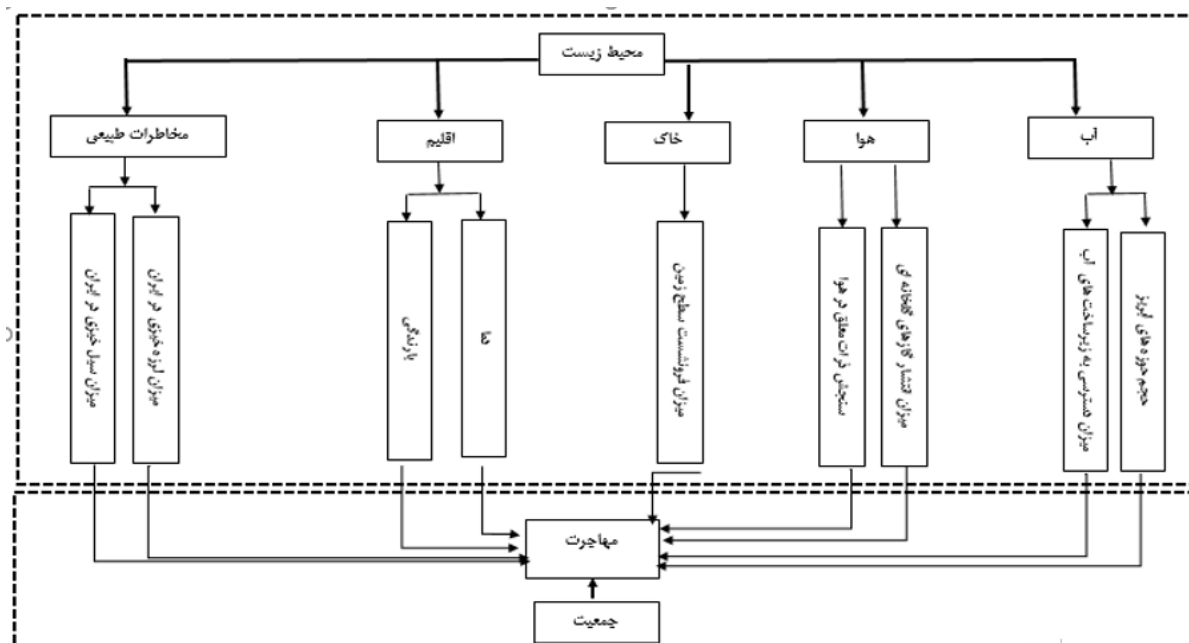 محیط زیست
آب
هوا
خاک
اقلیم
مخاطرات طبیعی
حجم حوزه های آبریز
میزان دسترسی به زیرساخت های آب
میزان انتشار گازهای گلخانه ای
سنجش ذرات معلق در هوا
میزان فرونشست سطح زمین
دما
بارندگی
میزان لرزه خیزی در ایران
میزان سیل خیزی در ایران
مهاجرت
جمعیت